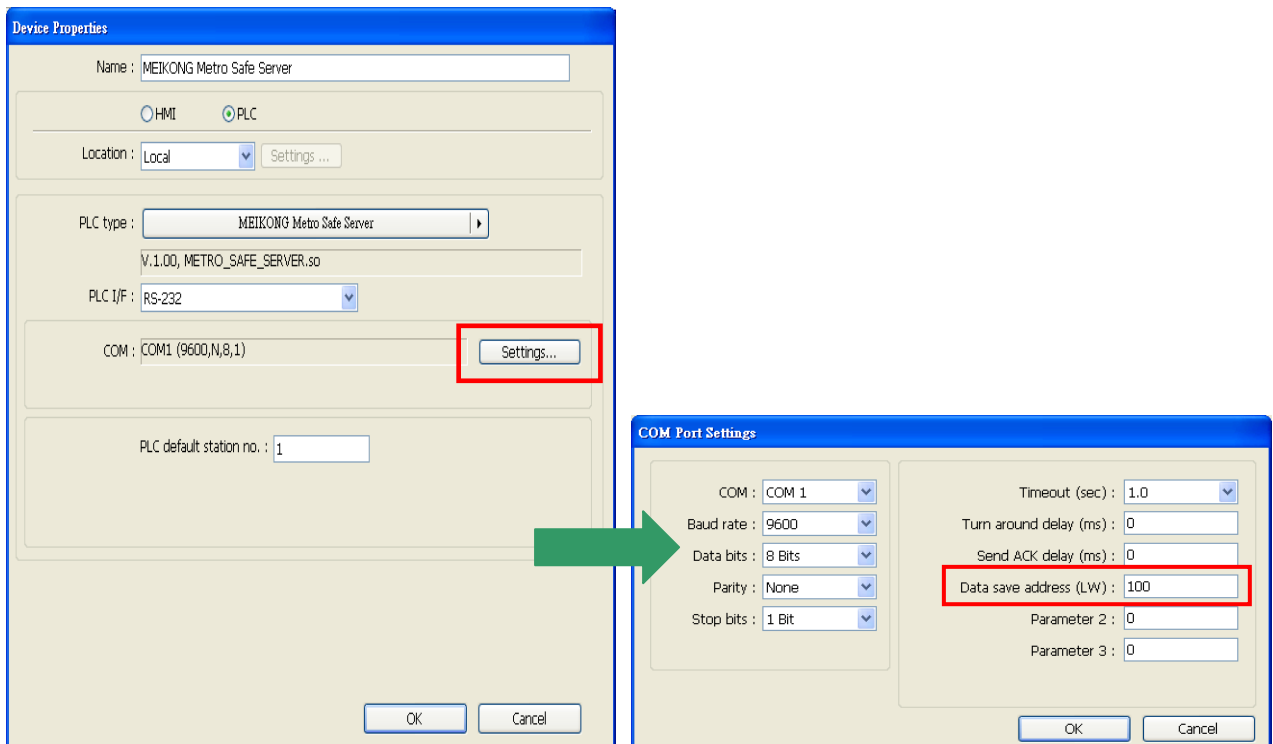 Device Properties
Name : MEIKONG Metro Safe Server
HMI PLC
Location : Local Settings ...
PLC type : MEIKONG Metro Safe Server
V.1.00, METRO_SAFE_SERVER.so
PLC I/F : RS-232
COM : COM1 (9600,N,8,1) Settings...
PLC default station no. : 1
OK Cancel
COM Port Settings
COM : COM 1
Baud rate : 9600
Data bits : 8 Bits
Parity : None
Stop bits : 1 Bit
Timeout (sec) : 1.0
Turn around delay (ms) : 0
Send ACK delay (ms) : 0
Data save address (LW) : 100
Parameter 2 : 0
Parameter 3 : 0
OK Cancel